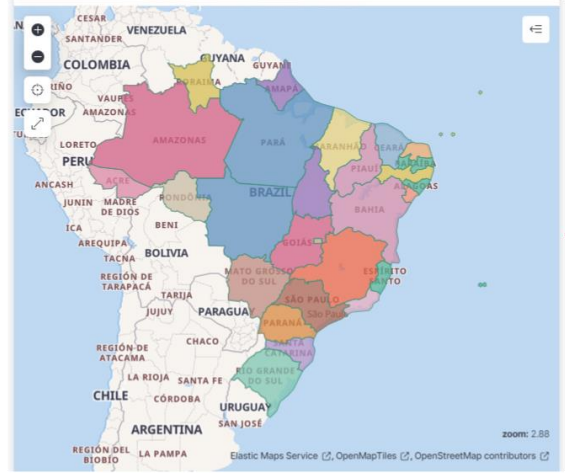 CESAR
SANTANDER
VENEZUELA
GUYANA
COLOMBIA
GUYANE
RORAIMA
AMAPÁ
VAUPÉS
AMAZONAS
LORETO
AMAZONAS
PARÁ
MARANHÃO
CEARÁ
PERU
PIAUÍ
PARAÍBA
ACRE
ALAGOAS
ANCASH
RONDÔNIA
BRAZIL
JUNIN
MADRE
DE DIOS
BAHIA
ICA
BENI
AREQUIPA
GOIÁS
TACNA
BOLIVIA
MATO GROSSO
DO SUL
ESPÍRITO
SANTO
REGIÓN DE
TARAPACÁ
TARIJA
SÃO PAULO
São Paulo
JUJUY
PARAGUAY
PARANÁ
CHACO
SANTA
CATARINA
REGIÓN DE
ATACAMA
LA RIOJA
SANTA FE
RIO GRANDE
DO SUL
CHILE
CÓRDOBA
URUGUAY
SAN JOSÉ
ARGENTINA
zoom: 2.88
REGIÓN DEL
BIOBÍO
LA PAMPA
Elastic Maps Service, OpenMapTiles, OpenStreetMap contributors